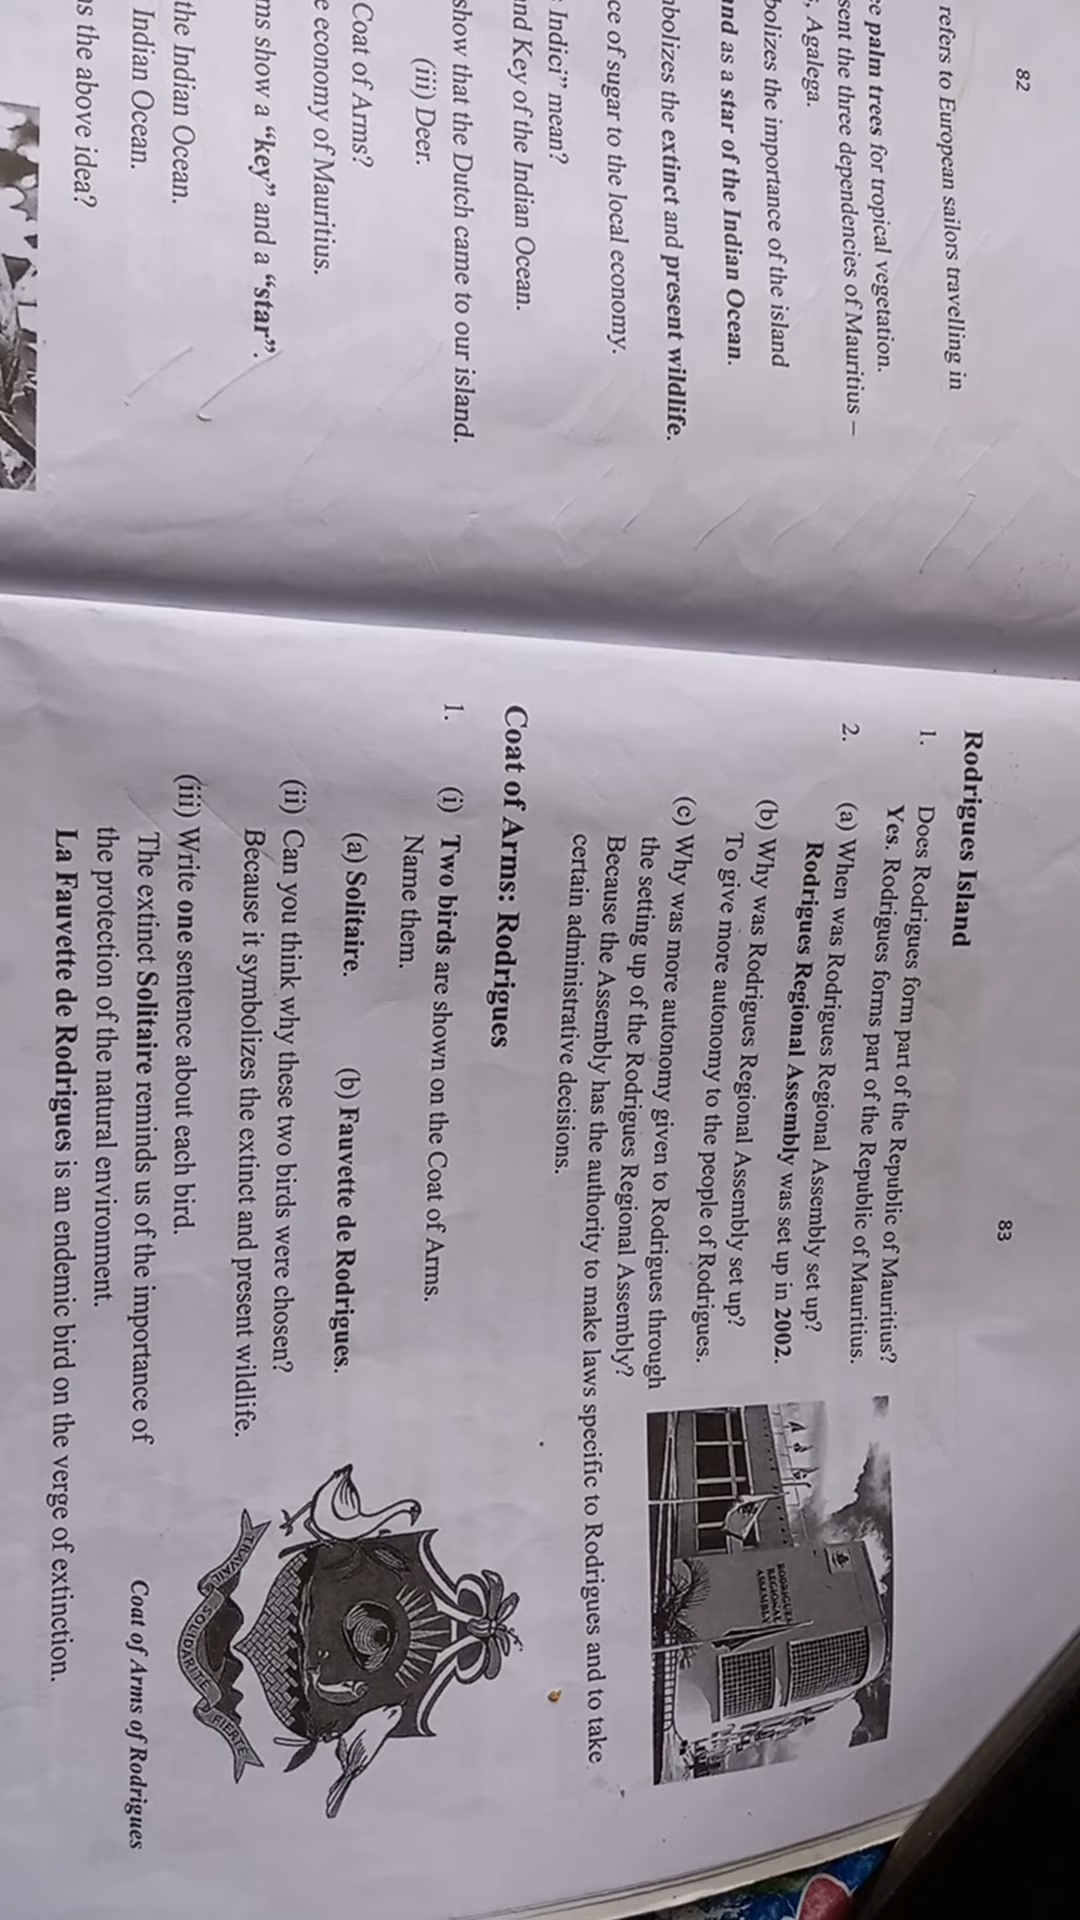 82
refers to European sailors travelling in
palm trees for tropical vegetation.
sent the three dependencies of Mauritius –
, Agalega.
bolizes the importance of the island
nd as a star of the Indian Ocean.
bolizes the extinct and present wildlife.
ce of sugar to the local economy.
Indici" mean?
nd Key of the Indian Ocean.
show that the Dutch came to our island.
(iii) Deer.
Coat of Arms?
e economy of Mauritius.
ms show a "key" and a "star".
the Indian Ocean.
Indian Ocean.
as the above idea?
83
Rodrigues Island
1. Does Rodrigues form part of the Republic of Mauritius?
Yes. Rodrigues forms part of the Republic of Mauritius.
2. (a) When was Rodrigues Regional Assembly set up?
Rodrigues Regional Assembly was set up in 2002.
(b) Why was Rodrigues Regional Assembly set up?
To give more autonomy to the people of Rodrigues.
(c) Why was more autonomy given to Rodrigues through
the setting up of the Rodrigues Regional Assembly?
Because the Assembly has the authority to make laws specific to Rodrigues and to take
certain administrative decisions.
RODRIGUES
REGIONAL
ASSEMBLY
Coat of Arms: Rodrigues
1. (i) Two birds are shown on the Coat of Arms.
Name them.
(a) Solitaire. (b) Fauvette de Rodrigues.
(ii) Can you think why these two birds were chosen?
Because it symbolizes the extinct and present wildlife.
(iii) Write one sentence about each bird.
The extinct Solitaire reminds us of the importance of
the protection of the natural environment.
La Fauvette de Rodrigues is an endemic bird on the verge of extinction.
TRAVAIL SOLIDARITE FIERTE
Coat of Arms of Rodrigues